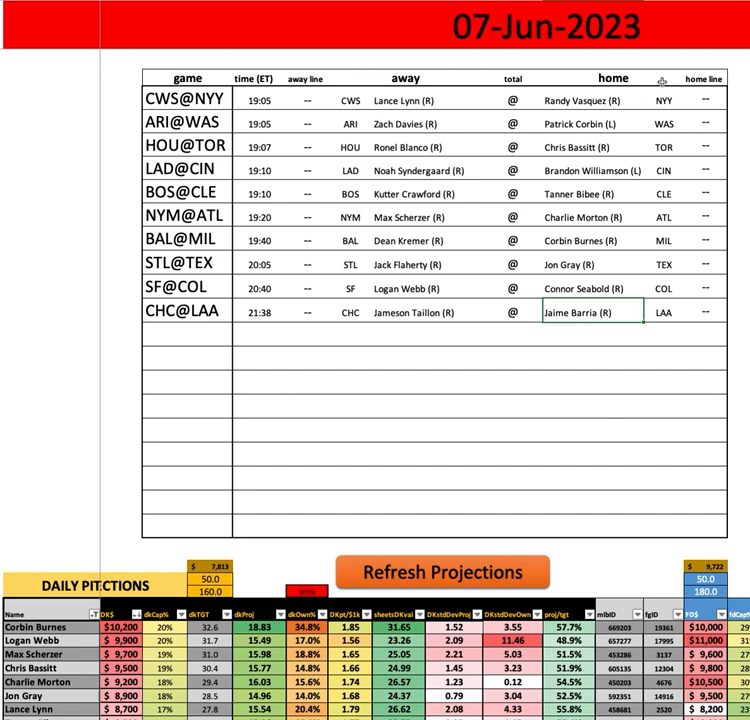 07-Jun-2023
game time (ET) away line away total home home line
CWS@NYY 19:05 -- CWS Lance Lynn (R) @ Randy Vasquez (R) NYY --
ARI@WAS 19:05 -- ARI Zach Davies (R) @ Patrick Corbin (L) WAS --
HOU@TOR 19:07 -- HOU Ronel Blanco (R) @ Chris Bassitt (R) TOR --
LAD@CIN 19:10 -- LAD Noah Syndergaard (R) @ Brandon Williamson (L) CIN --
BOS@CLE 19:10 -- BOS Kutter Crawford (R) @ Tanner Bibee (R) CLE --
NYM@ATL 19:20 -- NYM Max Scherzer (R) @ Charlie Morton (R) ATL --
BAL@MIL 19:40 -- BAL Dean Kremer (R) @ Corbin Burnes (R) MIL --
STL@TEX 20:05 -- STL Jack Flaherty (R) @ Jon Gray (R) TEX --
SF@COL 20:40 -- SF Logan Webb (R) @ Connor Seabold (R) COL --
CHC@LAA 21:38 -- CHC Jameson Taillon (R) @ Jaime Barria (R) LAA --
$ 7,813 Refresh Projections $ 9,722
DAILY 50.0 50.0
160.0 180.0
Name DK$ dkCap% dkTGT dkProj dkOwn% DKpt/$1k sheetsDKval DKstdDevProj DKstdDevOwn proj/tgt mlbID fgID FD$ fdCap%
Corbin Burnes $10,200 20% 32.6 18.83 34.8% 1.85 31.65 1.52 3.55 57.7% 669203 19361 $10,000
Logan Webb $ 9,900 20% 31.7 15.49 17.0% 1.56 23.26 2.09 11.46 48.9% 657277 17995 $11,000
Max Scherzer $ 9,700 19% 31.0 15.98 18.8% 1.65 25.05 2.21 5.03 51.5% 453286 3137 $ 9,600
Chris Bassitt $ 9,500 19% 30.4 15.77 14.8% 1.66 24.99 1.45 3.23 51.9% 605135 12304 $ 9,800
Charlie Morton $ 9,200 18% 29.4 16.03 15.6% 1.74 26.57 1.23 0.12 54.5% 450203 4676 $10,500
Jon Gray $ 8,900 18% 28.5 14.96 14.0% 1.68 24.37 0.79 3.04 52.5% 592351 14916 $ 9,500
Lance Lynn $ 8,700 17% 27.8 15.54 20.4% 1.79 26.62 2.08 4.33 55.8% 458681 2520 $ 8,200